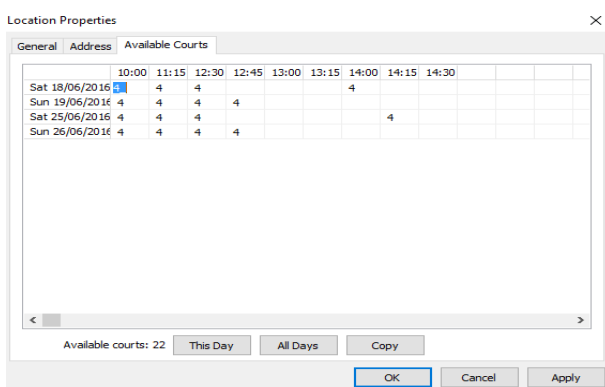 Location Properties
General Address Available Courts
10:00 11:15 12:30 12:45 13:00 13:15 14:00 14:15 14:30
Sat 18/06/2016 4 4 4 4
Sun 19/06/2016 4 4 4 4
Sat 25/06/2016 4 4 4 4
Sun 26/06/2016 4 4 4 4
Available courts: 22 This Day All Days Copy
OK Cancel Apply